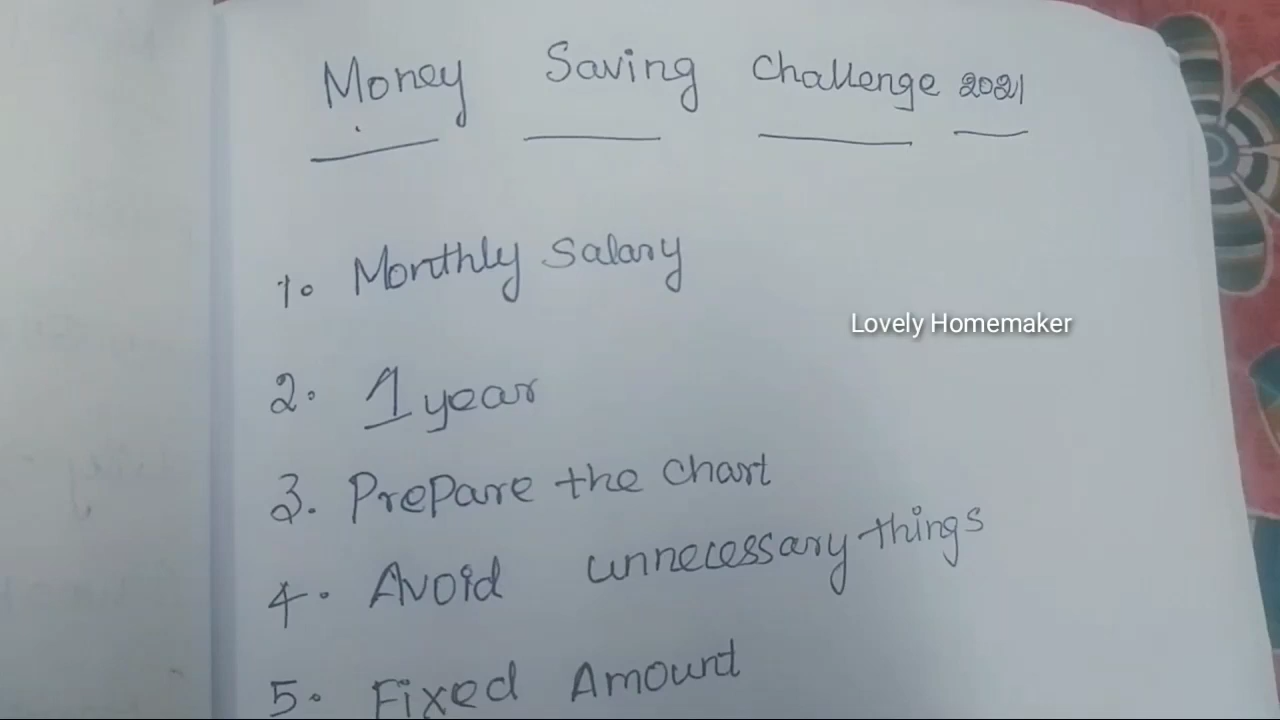 Money Saving Challenge 2021
1. Monthly Salary
Lovely Homemaker
2. 1 year
3. Prepare the chart
4. Avoid unnecessary things
5. Fixed Amount